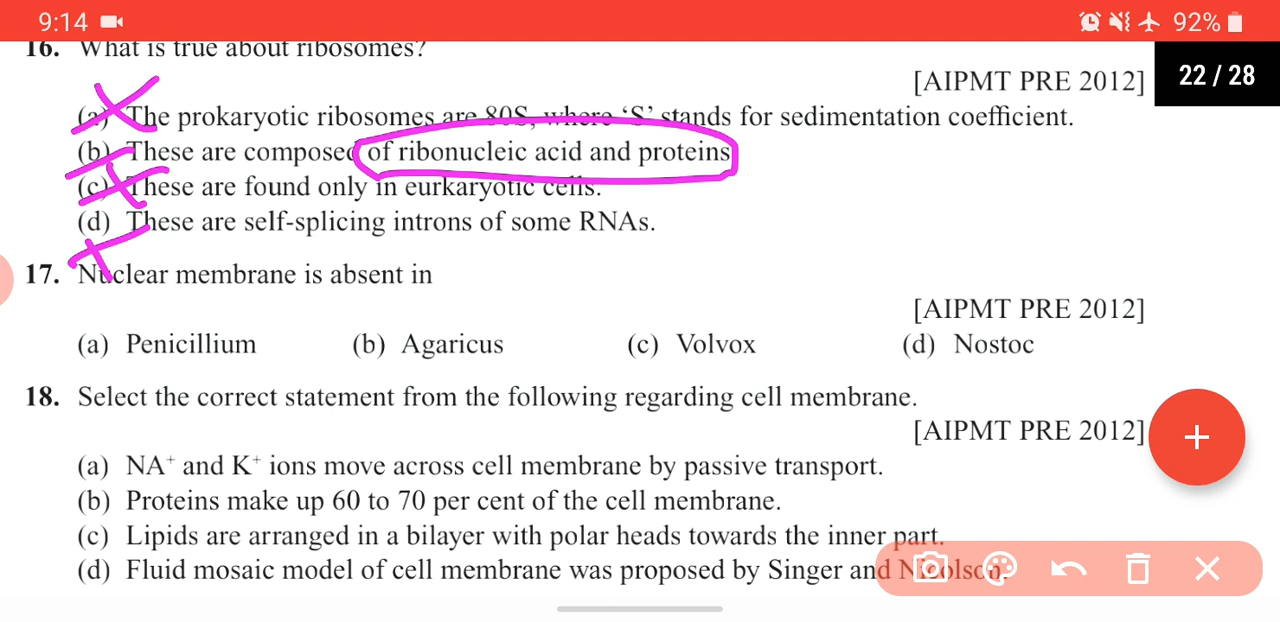 9:14
92%
16. What is true about ribosomes?
[AIPMT PRE 2012]
22 / 28
(a) The prokaryotic ribosomes are 80S, where ‘S’ stands for sedimentation coefficient.
(b) These are composed of ribonucleic acid and proteins
(c) These are found only in eurkaryotic cells.
(d) These are self-splicing introns of some RNAs.
17. Nuclear membrane is absent in
[AIPMT PRE 2012]
(a) Penicillium (b) Agaricus (c) Volvox (d) Nostoc
18. Select the correct statement from the following regarding cell membrane.
[AIPMT PRE 2012]
(a) NA⁺ and K⁺ ions move across cell membrane by passive transport.
(b) Proteins make up 60 to 70 per cent of the cell membrane.
(c) Lipids are arranged in a bilayer with polar heads towards the inner part.
(d) Fluid mosaic model of cell membrane was proposed by Singer and Nicolson.